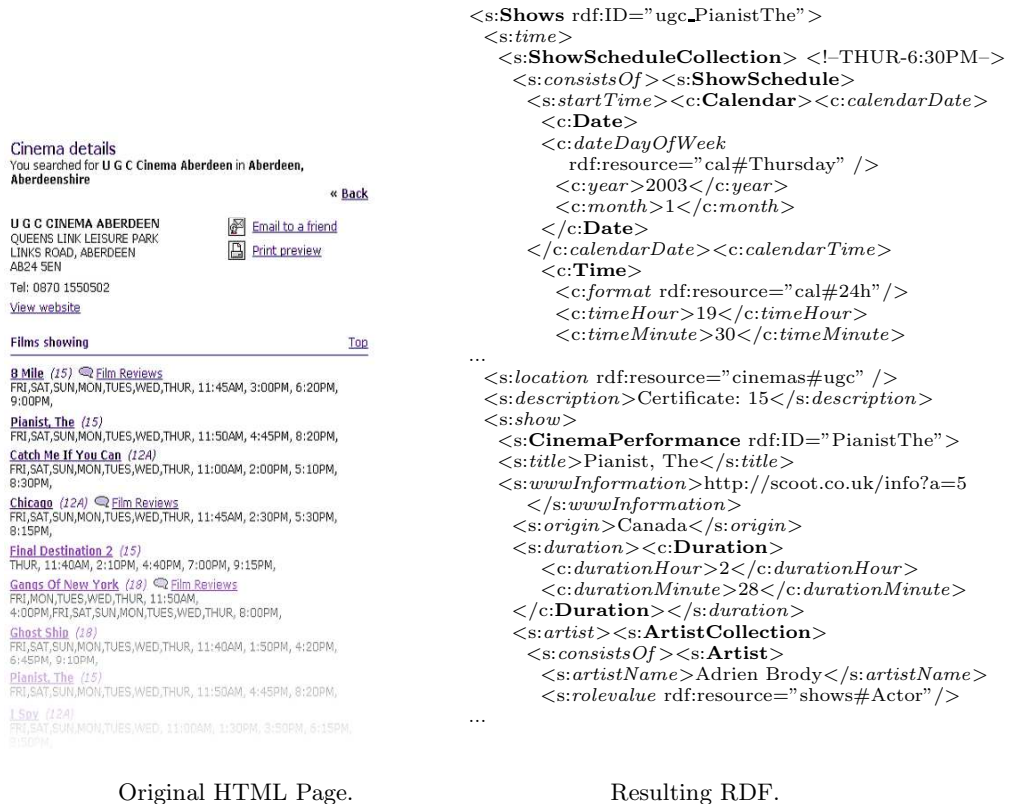 Cinema details
You searched for U G C Cinema Aberdeen in Aberdeen,
Aberdeenshire
« Back
U G C CINEMA ABERDEEN
QUEENS LINK LEISURE PARK
LINKS ROAD, ABERDEEN
AB24 5EN
Email to a friend
Print preview
Tel: 0870 1550502
View website
Films showing
Top
8 Mile (15) Film Reviews
FRI,SAT,SUN,MON,TUES,WED,THUR, 11:45AM, 3:00PM, 6:20PM,
9:00PM,
Pianist, The (15)
FRI,SAT,SUN,MON,TUES,WED,THUR, 11:50AM, 4:45PM, 8:20PM,
Catch Me If You Can (12A)
FRI,SAT,SUN,MON,TUES,WED,THUR, 11:00AM, 2:00PM, 5:10PM,
8:30PM,
Chicago (12A) Film Reviews
FRI,SAT,SUN,MON,TUES,WED,THUR, 11:45AM, 2:30PM, 5:30PM,
8:15PM,
Final Destination 2 (15)
THUR, 11:40AM, 2:10PM, 4:40PM, 7:00PM, 9:15PM,
Gangs Of New York (18) Film Reviews
FRI,MON,TUES,WED,THUR, 11:50AM,
4:00PM,FRI,SAT,SUN,MON,TUES,WED,THUR, 8:00PM,
Ghost Ship (18)
FRI,SAT,SUN,MON,TUES,WED,THUR, 11:40AM, 1:50PM, 4:20PM,
6:45PM, 9:10PM,
Pianist, The (15)
FRI,SAT,SUN,MON,TUES,WED,THUR, 11:50AM, 4:45PM, 8:20PM,
I Spy (12A)
FRI,SAT,SUN,MON,TUES,WED, 11:00AM, 1:30PM, 3:50PM, 6:15PM,
Original HTML Page.
<s:Shows rdf:ID="ugc_PianistThe">
<s:time>
<s:ShowScheduleCollection> <!–THUR-6:30PM–>
<s:consistsOf><s:ShowSchedule>
<s:startTime><c:Calendar><c:calendarDate>
<c:Date>
<c:dateDayOfWeek
rdf:resource="cal#Thursday" />
<c:year>2003</c:year>
<c:month>1</c:month>
</c:Date>
</c:calendarDate><c:calendarTime>
<c:Time>
<c:format rdf:resource="cal#24h"/>
<c:timeHour>19</c:timeHour>
<c:timeMinute>30</c:timeMinute>
...
<s:location rdf:resource="cinemas#ugc" />
<s:description>Certificate: 15</s:description>
<s:show>
<s:CinemaPerformance rdf:ID="PianistThe">
<s:title>Pianist, The</s:title>
<s:wwwInformation>http://scoot.co.uk/info?a=5
</s:wwwInformation>
<s:origin>Canada</s:origin>
<s:duration><c:Duration>
<c:durationHour>2</c:durationHour>
<c:durationMinute>28</c:durationMinute>
</c:Duration></s:duration>
<s:artist><s:ArtistCollection>
<s:consistsOf><s:Artist>
<s:artistName>Adrien Brody</s:artistName>
<s:rolevalue rdf:resource="shows#Actor"/>
...
Resulting RDF.